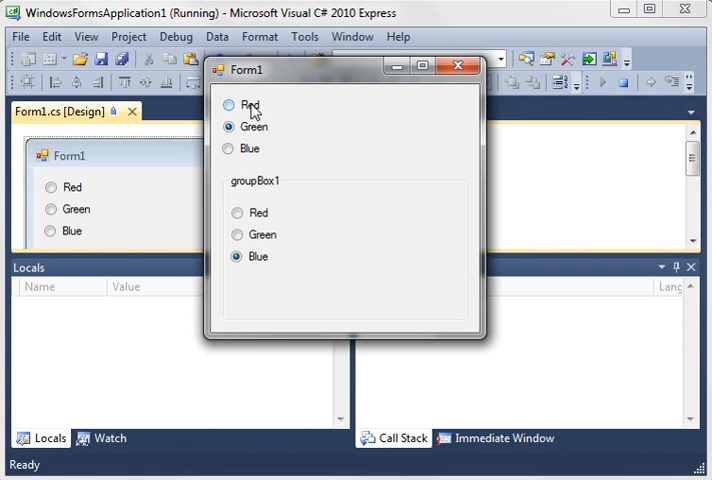 WindowsFormsApplication1 (Running) - Microsoft Visual C# 2010 Express
File Edit View Project Debug Data Format Tools Window Help
Form1.cs [Design]
Form1
Red
Green
Blue
Form1
Red
Green
Blue
groupBox1
Red
Green
Blue
Locals
Name Value
Lang
Locals Watch
Call Stack Immediate Window
Ready